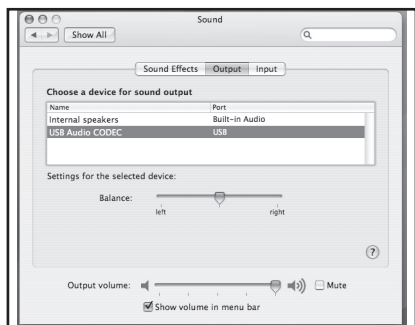 Sound
Show All
Sound Effects Output Input
Choose a device for sound output
Name Port
Internal speakers Built-in Audio
USB Audio CODEC USB
Settings for the selected device:
Balance:
left right
?
Output volume: Mute
Show volume in menu bar